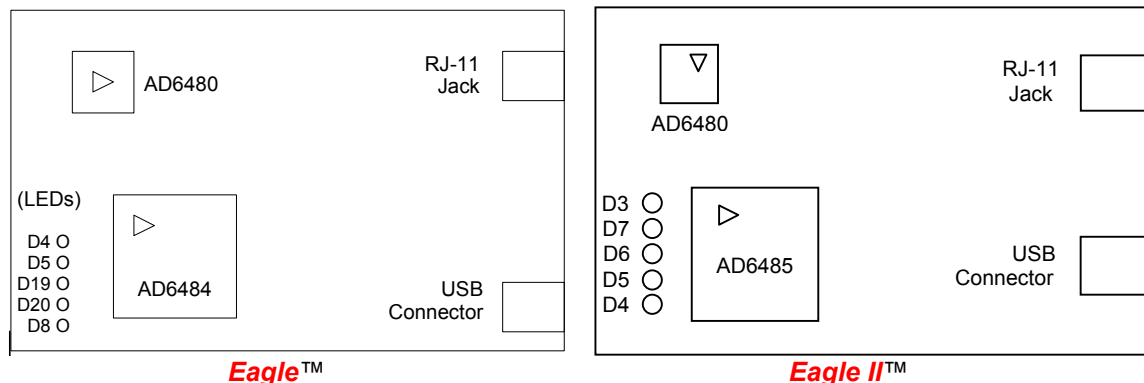 AD6480
RJ-11
Jack
(LEDs)
D4
D5
D19
D20
D8
AD6484
USB
Connector
Eagle™
AD6480
RJ-11
Jack
D3
D7
D6
D5
D4
AD6485
USB
Connector
Eagle II™